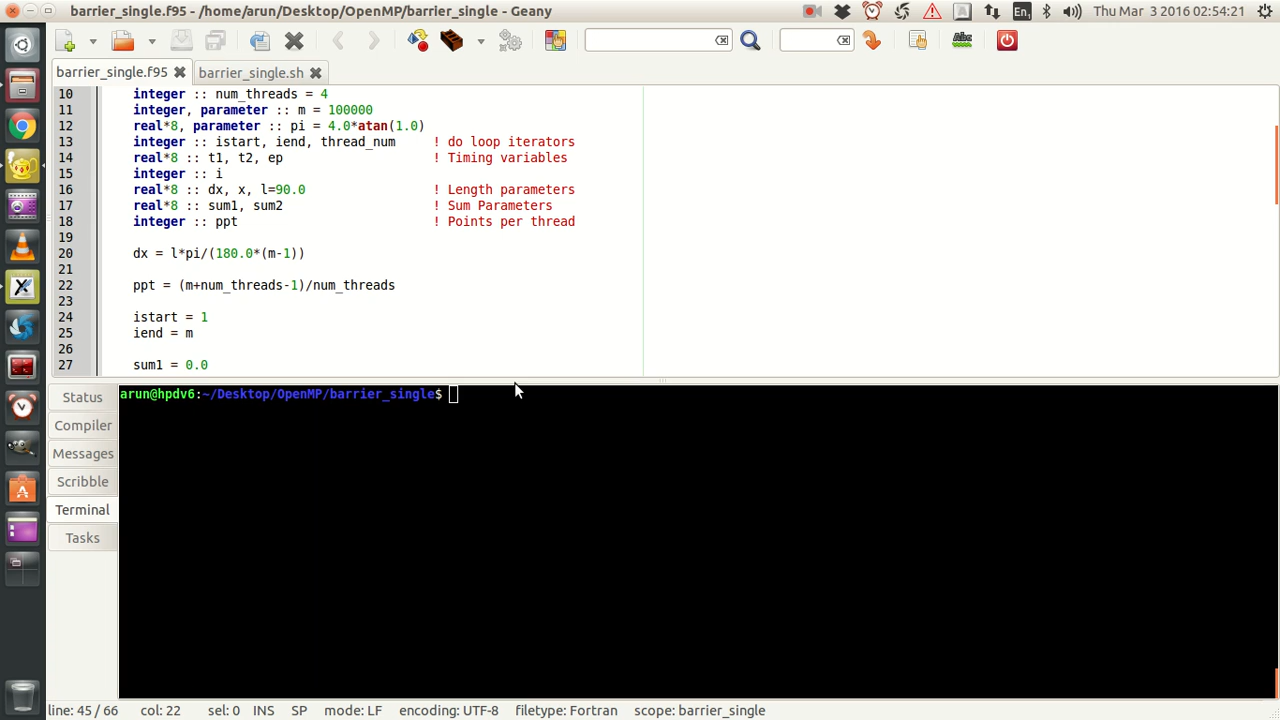 barrier_single.f95 - /home/arun/Desktop/OpenMP/barrier_single - Geany
En1
Thu Mar 3 2016 02:54:21
barrier_single.f95
barrier_single.sh
10 integer :: num_threads = 4
11 integer, parameter :: m = 100000
12 real*8, parameter :: pi = 4.0*atan(1.0)
13 integer :: istart, iend, thread_num ! do loop iterators
14 real*8 :: t1, t2, ep ! Timing variables
15 integer :: i
16 real*8 :: dx, x, l=90.0 ! Length parameters
17 real*8 :: sum1, sum2 ! Sum Parameters
18 integer :: ppt ! Points per thread
19
20 dx = l*pi/(180.0*(m-1))
21
22 ppt = (m+num_threads-1)/num_threads
23
24 istart = 1
25 iend = m
26
27 sum1 = 0.0
Status
Compiler
Messages
Scribble
Terminal
Tasks
arun@hpdv6:~/Desktop/OpenMP/barrier_single$
line: 45 / 66 col: 22 sel: 0 INS SP mode: LF encoding: UTF-8 filetype: Fortran scope: barrier_single